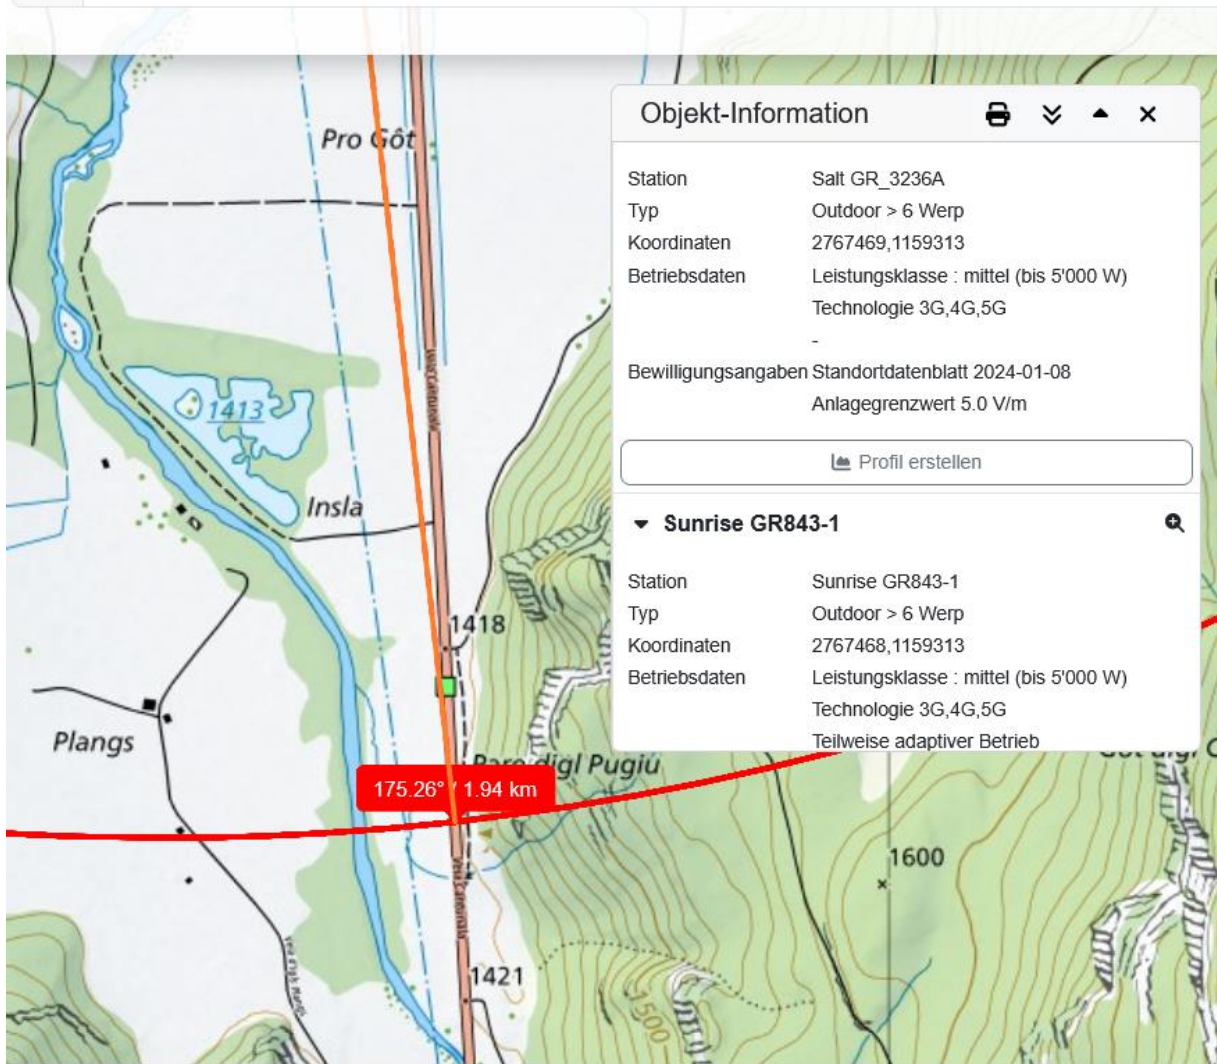 Pro Gôt
1413
Insla
1418
Plangs
175.26° / 1.94 km
1600
1421
1500
Objekt-Information
Station Salt GR_3236A
Typ Outdoor > 6 Werp
Koordinaten 2767469,1159313
Betriebsdaten Leistungsklasse : mittel (bis 5'000 W)
Technologie 3G,4G,5G
-
Bewilligungsangaben Standortdatenblatt 2024-01-08
Anlagegrenzwert 5.0 V/m
Profil erstellen
Sunrise GR843-1
Station Sunrise GR843-1
Typ Outdoor > 6 Werp
Koordinaten 2767468,1159313
Betriebsdaten Leistungsklasse : mittel (bis 5'000 W)
Technologie 3G,4G,5G
Teilweise adaptiver Betrieb
digl Pugiu